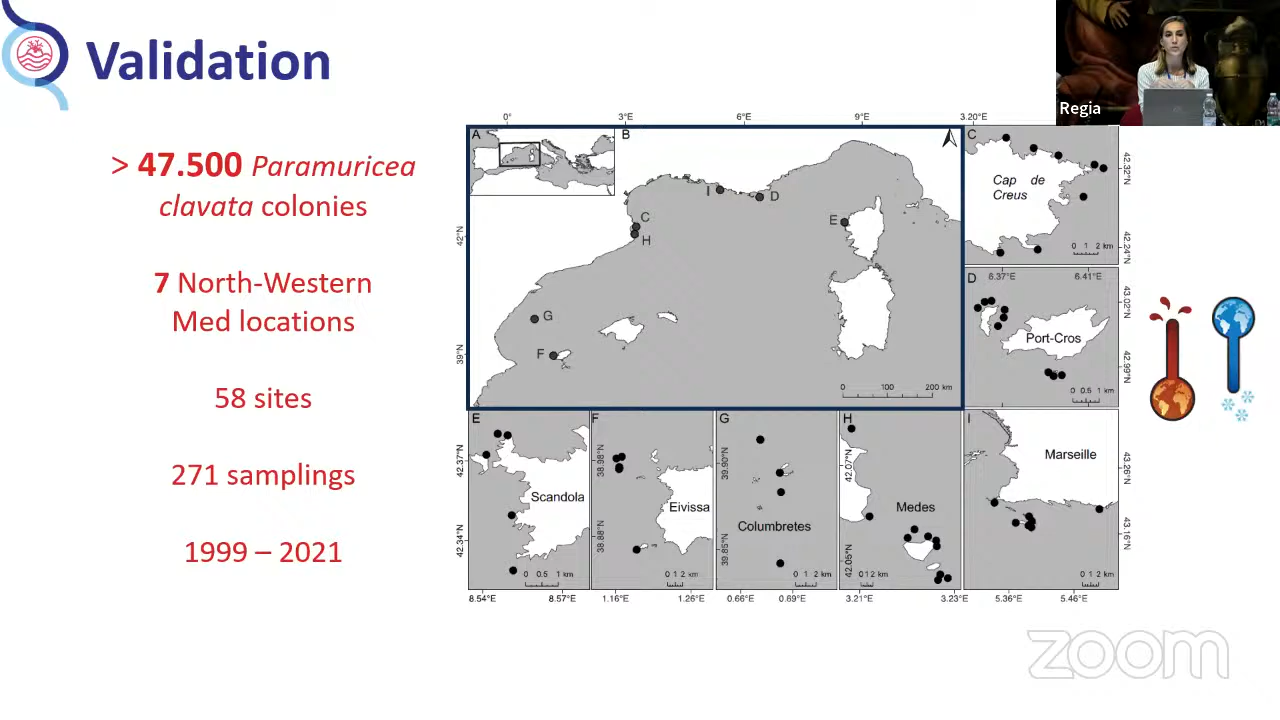 Validation
> 47.500 Paramuricea
clavata colonies
7 North-Western
Med locations
58 sites
271 samplings
1999 – 2021
0°
3°E
6°E
9°E
3.20°E
A
B
C
D
E
F
G
H
I
42°N
39°N
0 100 200 km
C
Cap de
Creus
42.32°N
42.24°N
0 1 2 km
D
6.37°E
6.41°E
43.02°N
42.99°N
Port-Cros
0 0.5 1 km
E
42.37°N
42.34°N
Scandola
0 0.5 1 km
8.54°E
8.57°E
F
38.98°N
38.88°N
Eivissa
0 1 2 km
1.16°E
1.26°E
G
39.90°N
39.85°N
Columbretes
0 1 2 km
0.66°E
0.69°E
H
42.07°N
42.05°N
Medes
0 1 2 km
3.21°E
3.23°E
I
Marseille
43.26°N
43.16°N
0 1 2 km
5.36°E
5.46°E
Regia
zoom